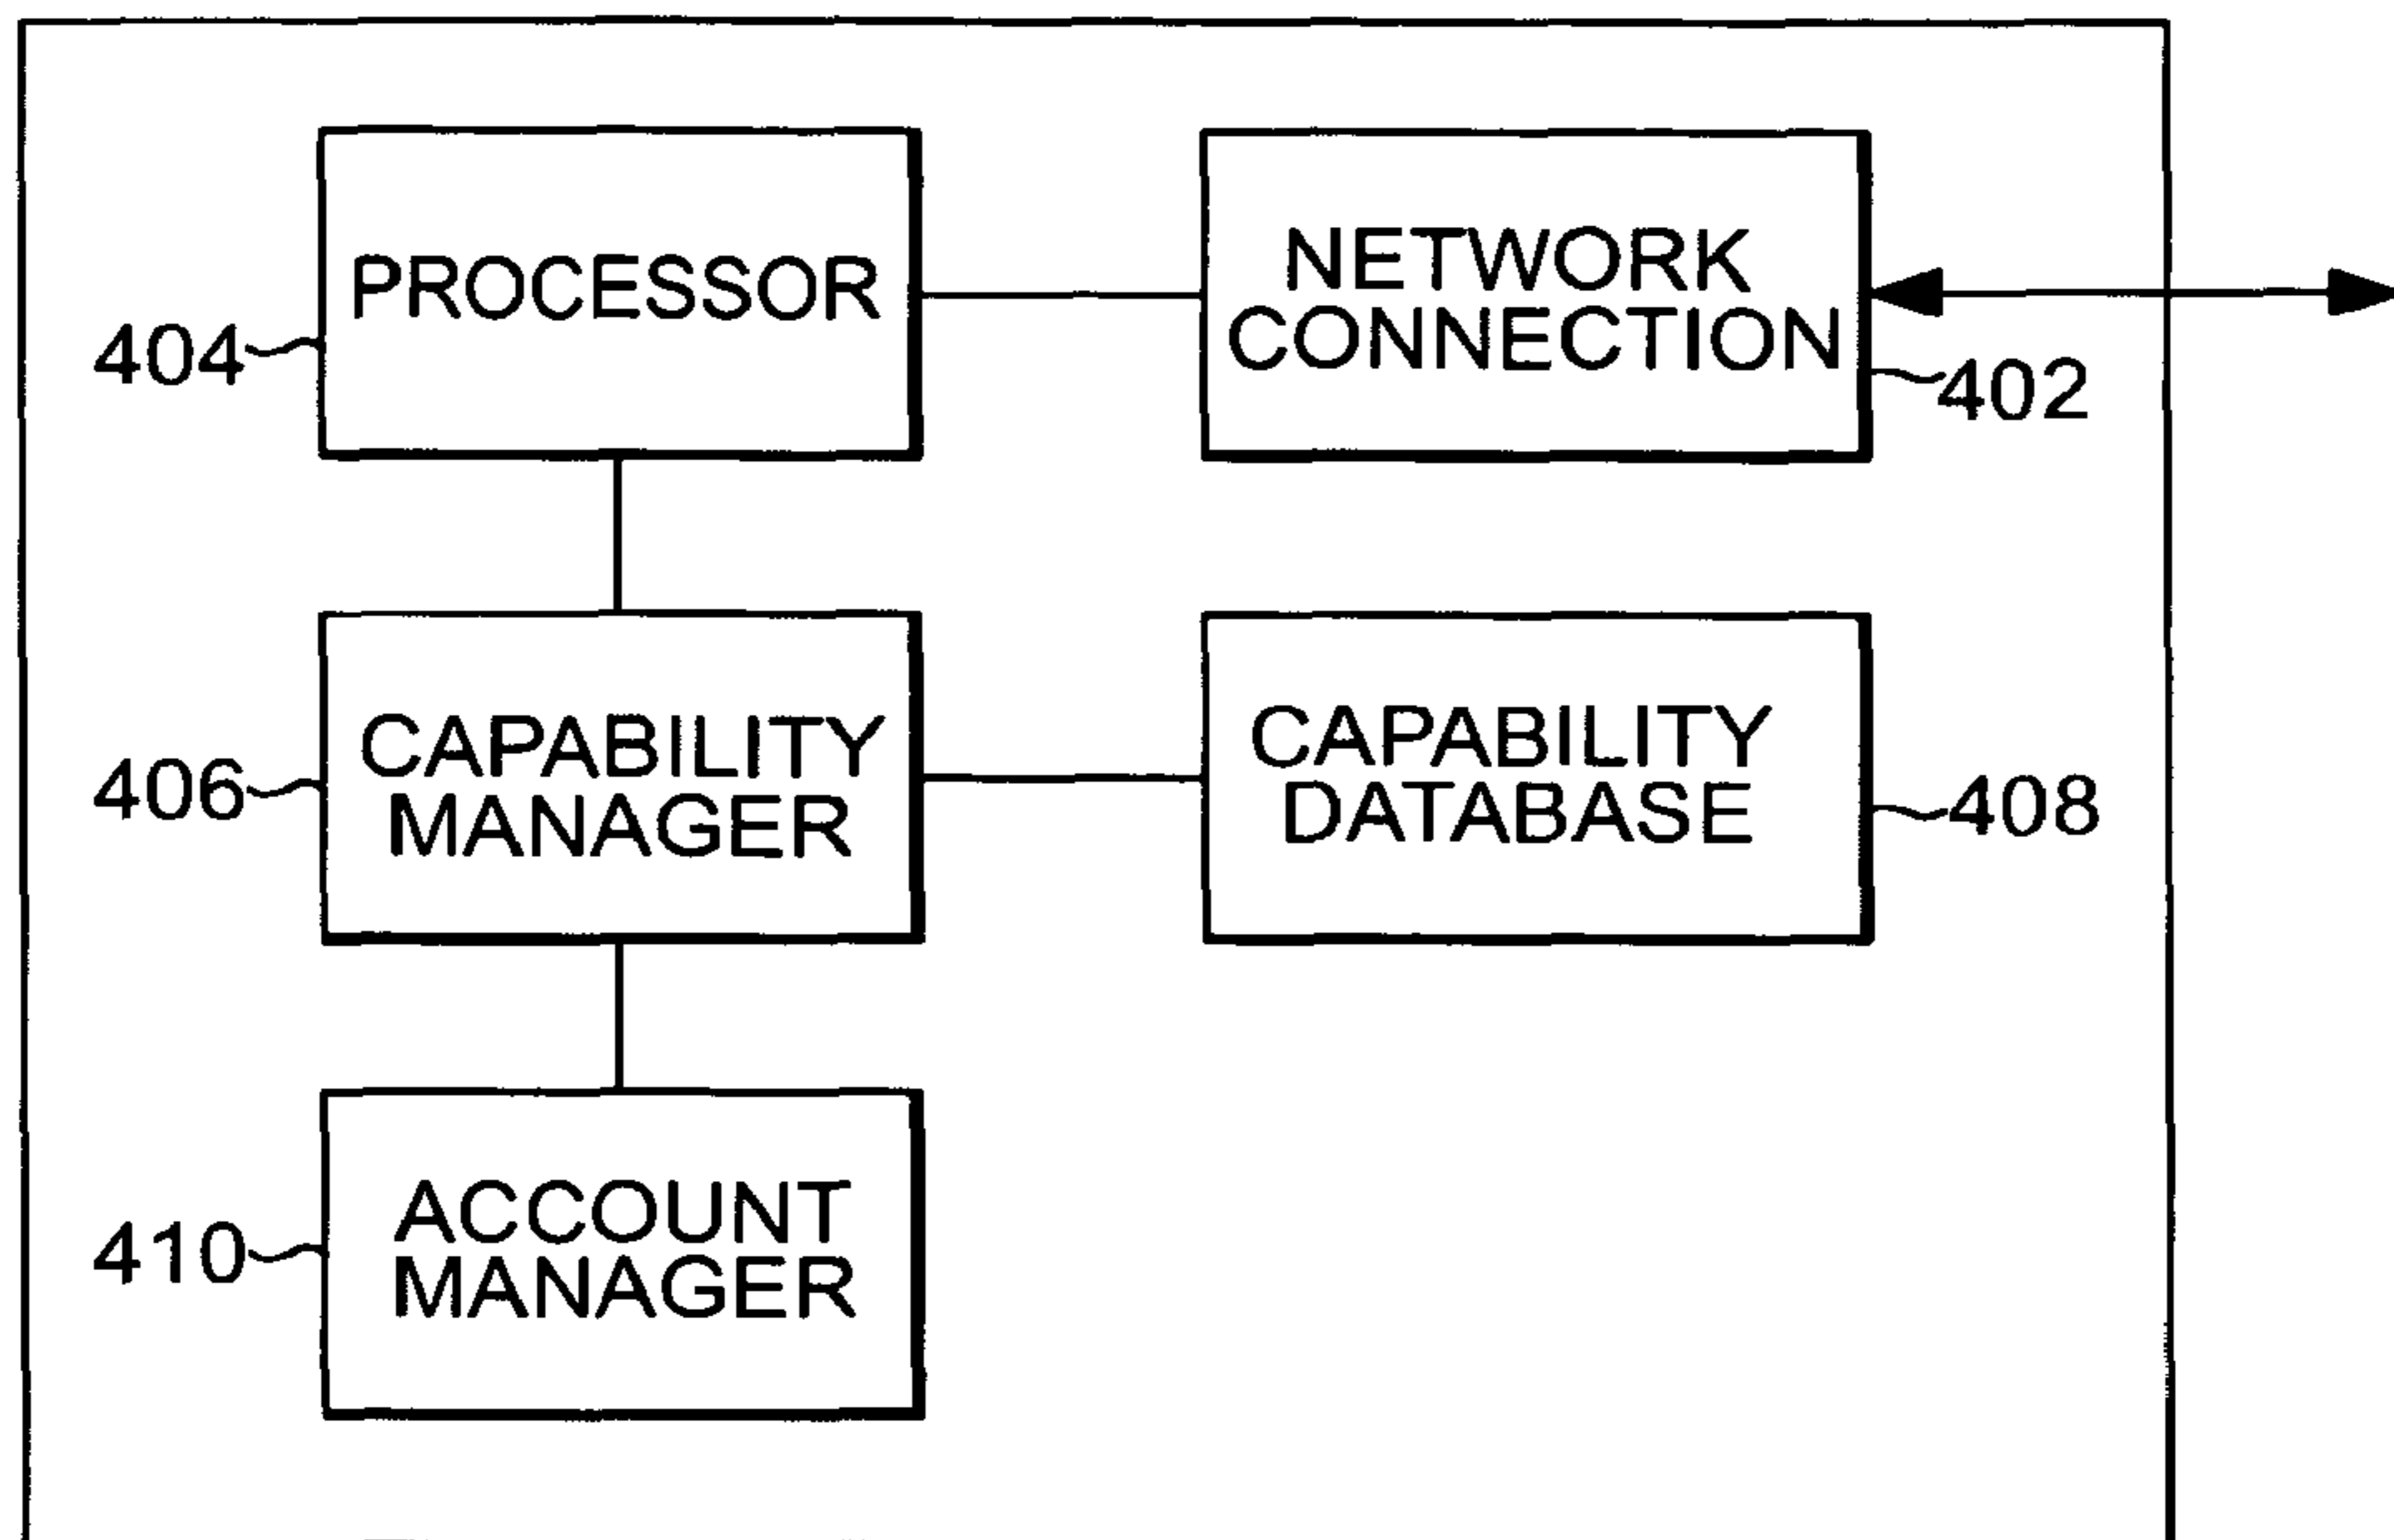 PROCESSOR
404
NETWORK
CONNECTION
402
CAPABILITY
MANAGER
406
CAPABILITY
DATABASE
408
ACCOUNT
MANAGER
410